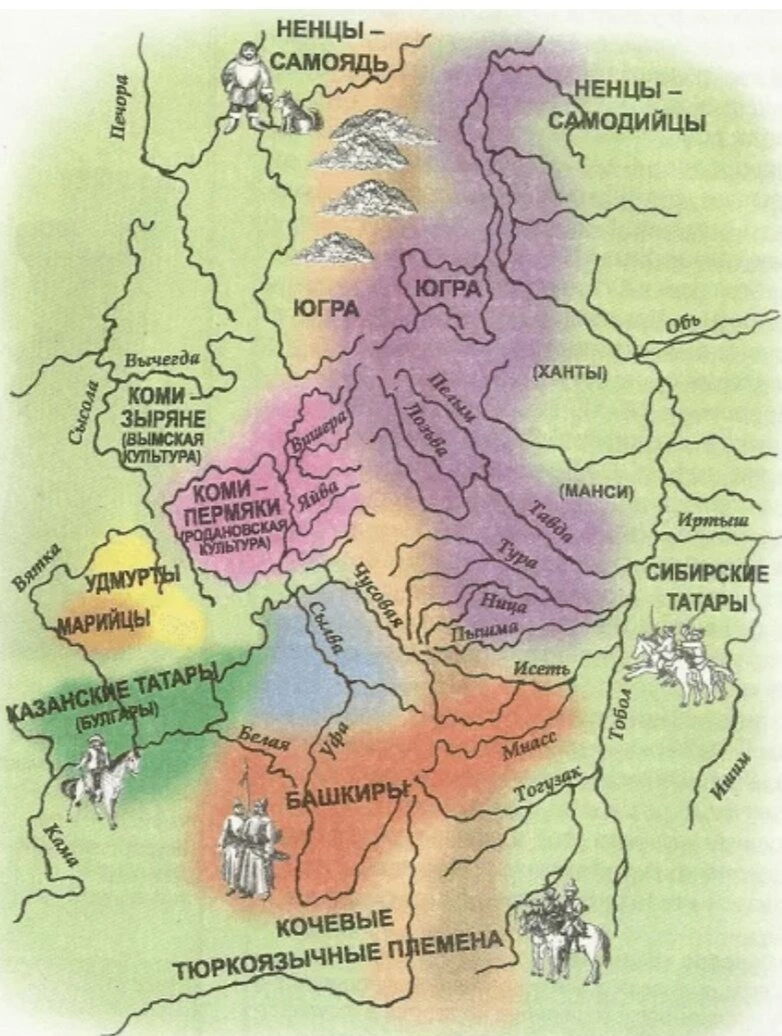 НЕНЦЫ –
САМОЯДЬ
НЕНЦЫ –
САМОДИЙЦЫ
Печора
ЮГРА
ЮГРА
Обь
Вычегда
(ХАНТЫ)
Сысола
КОМИ –
ЗЫРЯНЕ
(ВЫМСКАЯ
КУЛЬТУРА)
Пелым
Лозьва
Вишера
КОМИ –
ПЕРМЯКИ
(РОДАНОВСКАЯ
КУЛЬТУРА)
Яйва
(МАНСИ)
Тавда
Иртыш
Вятка
УДМУРТЫ
МАРИЙЦЫ
Тура
Чусовая
Сылва
Ница
Пышма
СИБИРСКИЕ
ТАТАРЫ
КАЗАНСКИЕ ТАТАРЫ
(БУЛГАРЫ)
Исеть
Тобол
Белая
Уфа
Миасс
Ишим
БАШКИРЫ
Тогузак
Кама
КОЧЕВЫЕ
ТЮРКОЯЗЫЧНЫЕ ПЛЕМЕНА